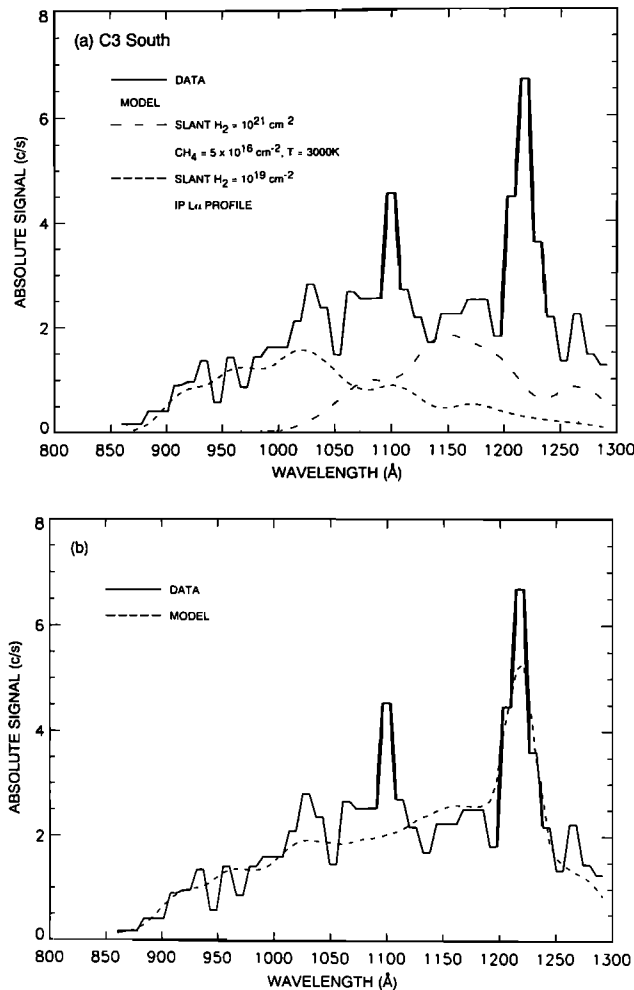 (a) C3 South
DATA
MODEL
SLANT H2 = 10^21 cm^-2
CH4 = 5 x 10^16 cm^-2, T = 3000K
SLANT H2 = 10^19 cm^-2
IP Lα PROFILE
ABSOLUTE SIGNAL (c/s)
8
6
4
2
0
800 850 900 950 1000 1050 1100 1150 1200 1250 1300
WAVELENGTH (Å)
(b)
DATA
MODEL
ABSOLUTE SIGNAL (c/s)
8
6
4
2
0
800 850 900 950 1000 1050 1100 1150 1200 1250 1300
WAVELENGTH (Å)